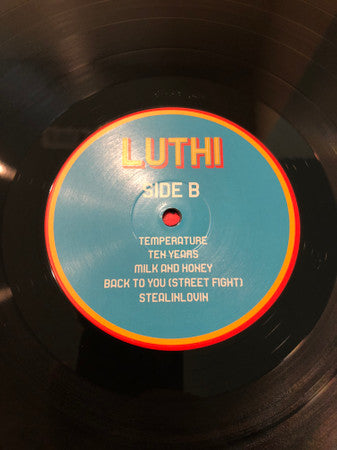 LUTHI
SIDE B
TEMPERATURE
TEN YEARS
MILK AND HONEY
BACK TO YOU (STREET FIGHT)
STEALINLOVIN